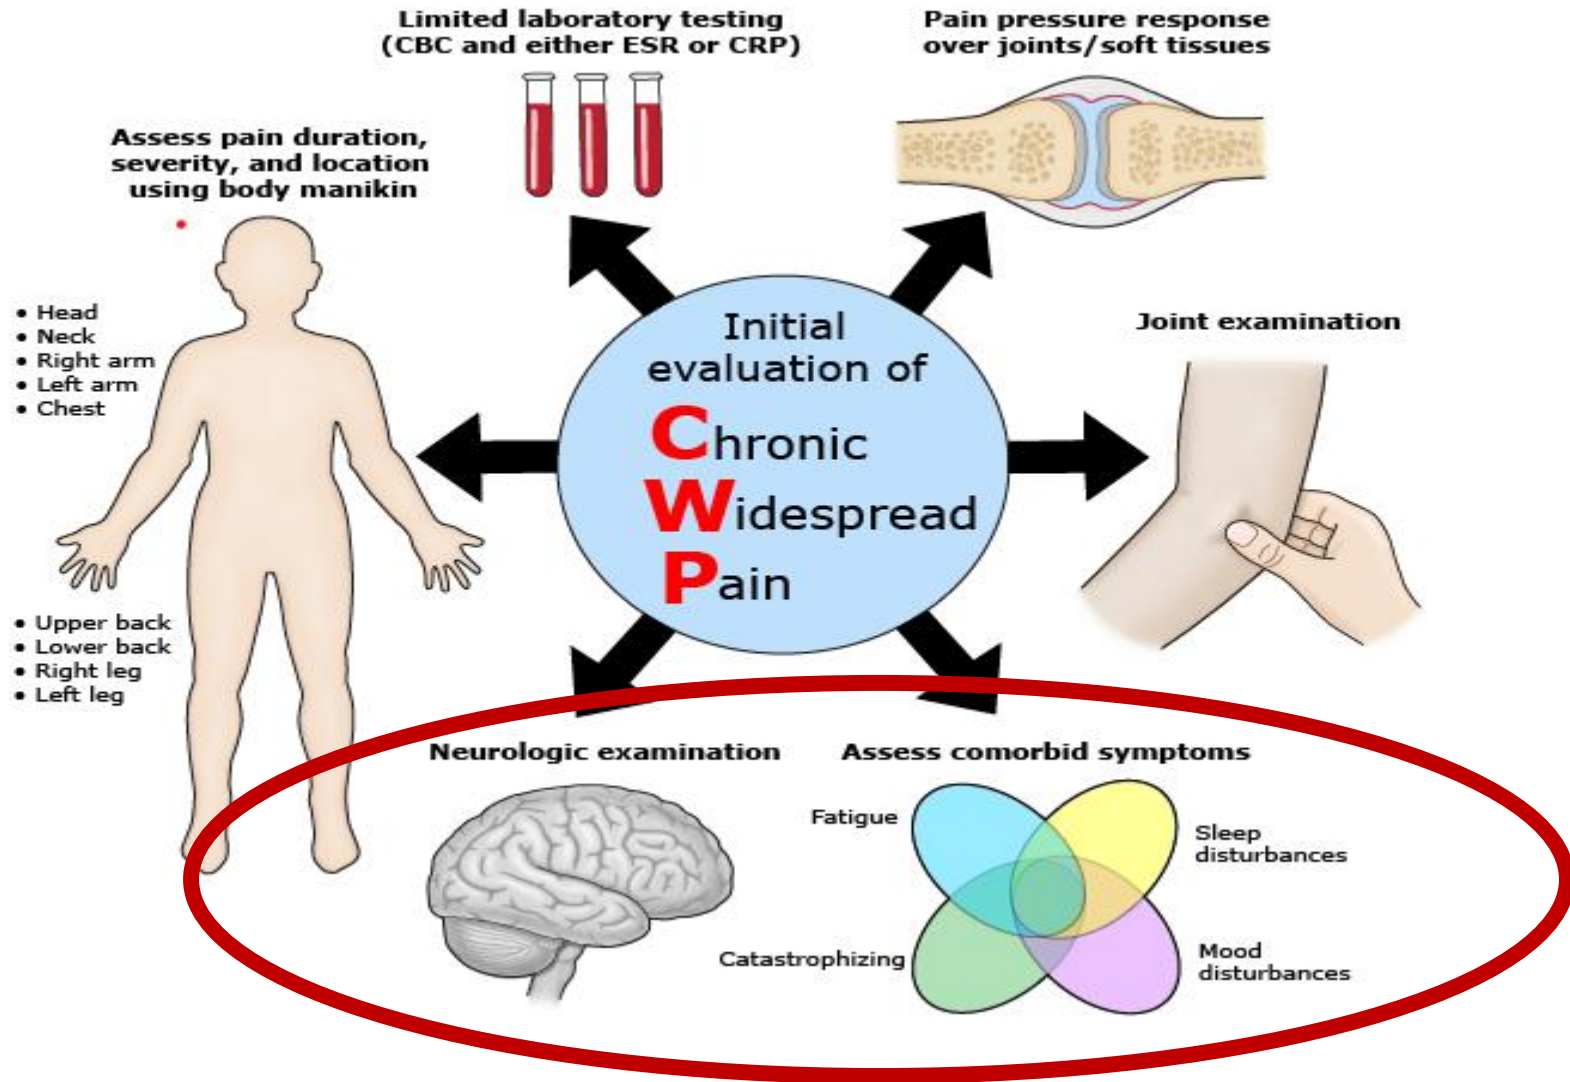 Limited laboratory testing
(CBC and either ESR or CRP)
Pain pressure response
over joints/soft tissues
Assess pain duration,
severity, and location
using body manikin
• Head
• Neck
• Right arm
• Left arm
• Chest
• Upper back
• Lower back
• Right leg
• Left leg
Initial
evaluation of
Chronic
Widespread
Pain
Joint examination
Neurologic examination
Assess comorbid symptoms
Fatigue
Sleep
disturbances
Catastrophizing
Mood
disturbances